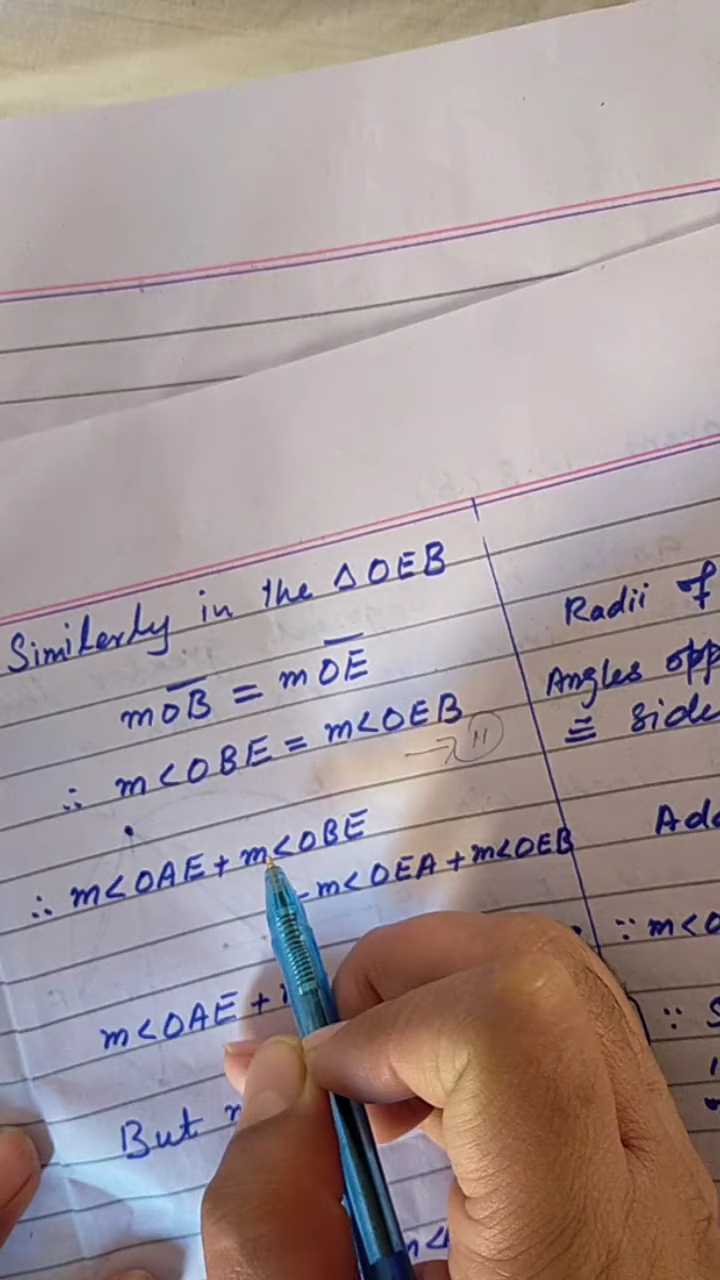 Similarly in the △OEB
mOB̅ = mOE̅
Radii of
∴ m<OBE = m<OEB
Angles opp
≅ side
∴ m<OAE + m<OBE
= m<OEA + m<OEB
Add
∵ m<O
m<OAE +
∵ S
But
m<